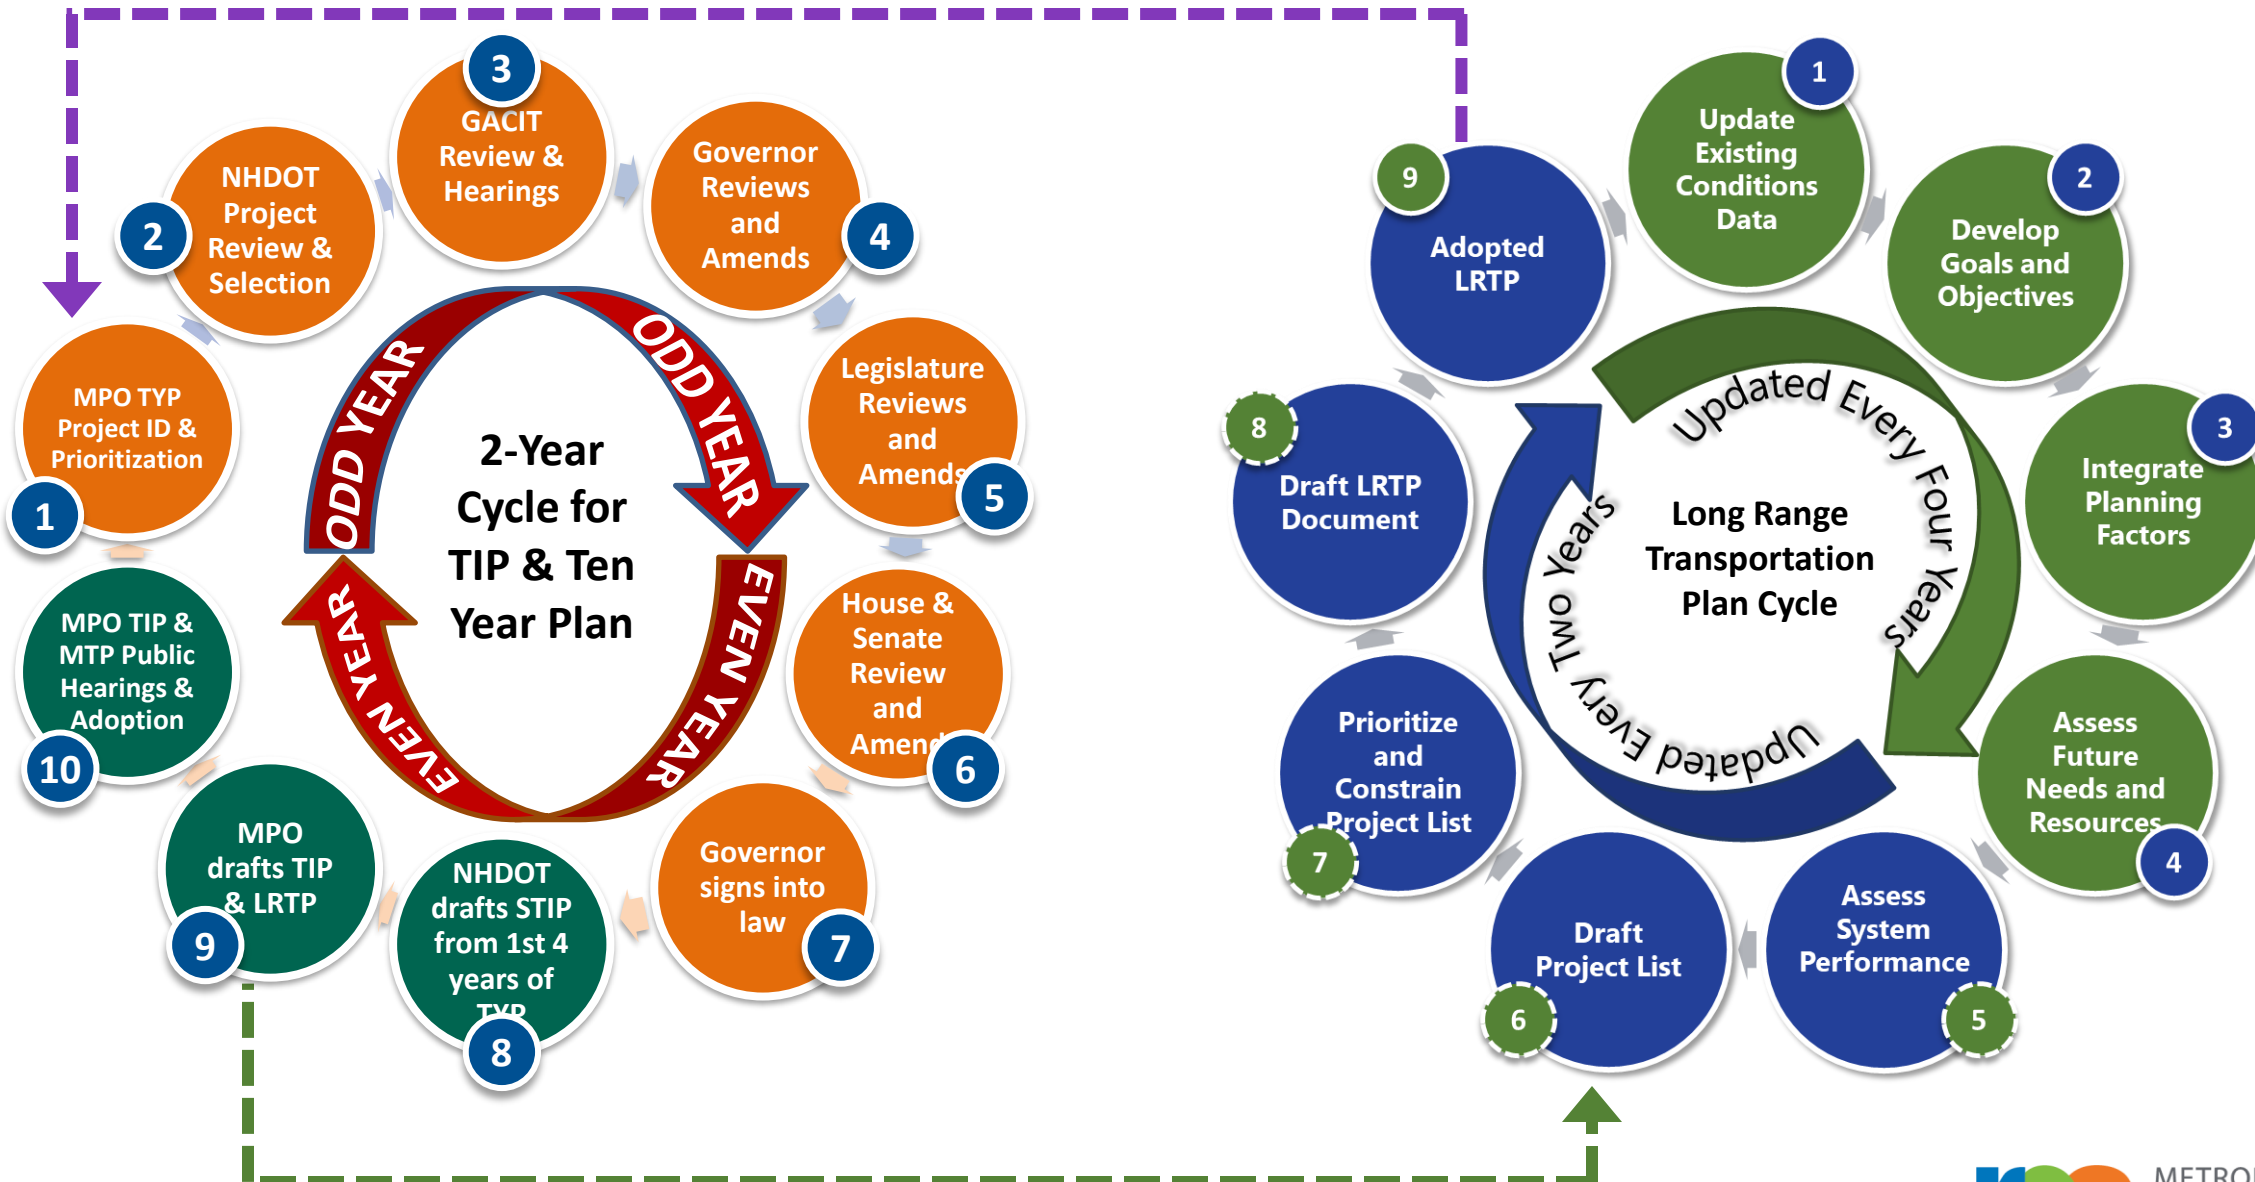 3
GACIT
Review &
Hearings
2
NHDOT
Project
Review &
Selection
Governor
Reviews
and
Amends
4
MPO TYP
Project ID &
Prioritization
1
Legislature
Reviews
and
Amends
5
ODD YEAR
ODD YEAR
EVEN YEAR
EVEN YEAR
2-Year
Cycle for
TIP & Ten
Year Plan
MPO TIP &
MTP Public
Hearings &
Adoption
10
House &
Senate
Review
and
Amend
6
MPO
drafts TIP
& LRTP
9
NHDOT
drafts STIP
from 1st 4
years of
TYP
8
Governor
signs into
law
7
1
Update
Existing
Conditions
Data
2
Develop
Goals and
Objectives
3
Integrate
Planning
Factors
Assess
Future
Needs and
Resources
4
Assess
System
Performance
5
Draft
Project List
6
Prioritize
and
Constrain
Project List
7
8
Draft LRTP
Document
9
Adopted
LRTP
Updated Every Four Years
Updated Every Two Years
Long Range
Transportation
Plan Cycle